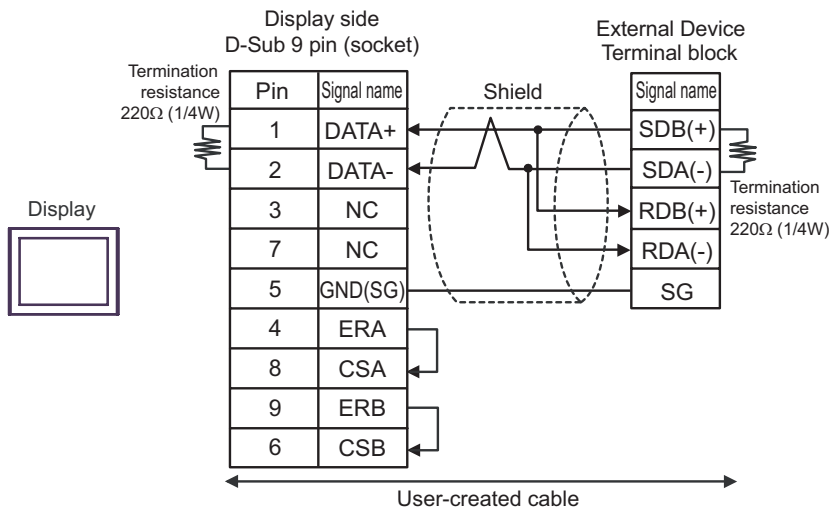 Display side
D-Sub 9 pin (socket)
External Device
Terminal block
Termination
resistance
220Ω (1/4W)
Pin Signal name
Shield
Signal name
1 DATA+
SDB(+)
2 DATA-
SDA(-)
Termination
resistance
220Ω (1/4W)
Display
3 NC
RDB(+)
7 NC
RDA(-)
5 GND(SG)
SG
4 ERA
8 CSA
9 ERB
6 CSB
User-created cable